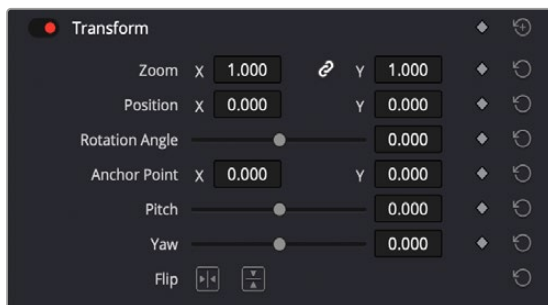 Transform
Zoom X 1.000 Y 1.000
Position X 0.000 Y 0.000
Rotation Angle 0.000
Anchor Point X 0.000 Y 0.000
Pitch 0.000
Yaw 0.000
Flip